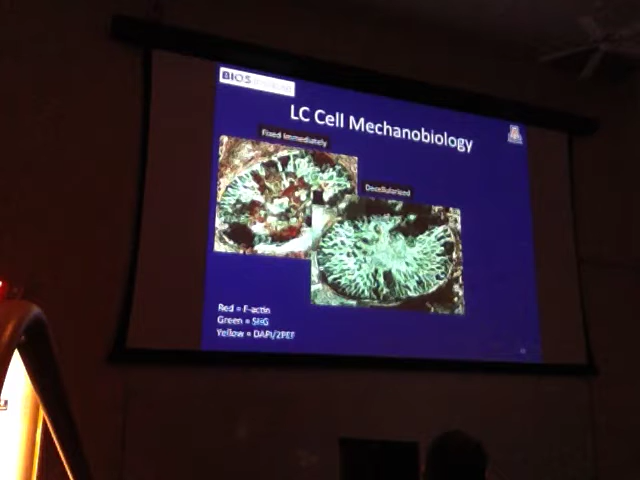 BIOS
LC Cell Mechanobiology
Fixed Immediately
Decellularized
Red = F-actin
Green = SHG
Yellow = DAPI/2PEF